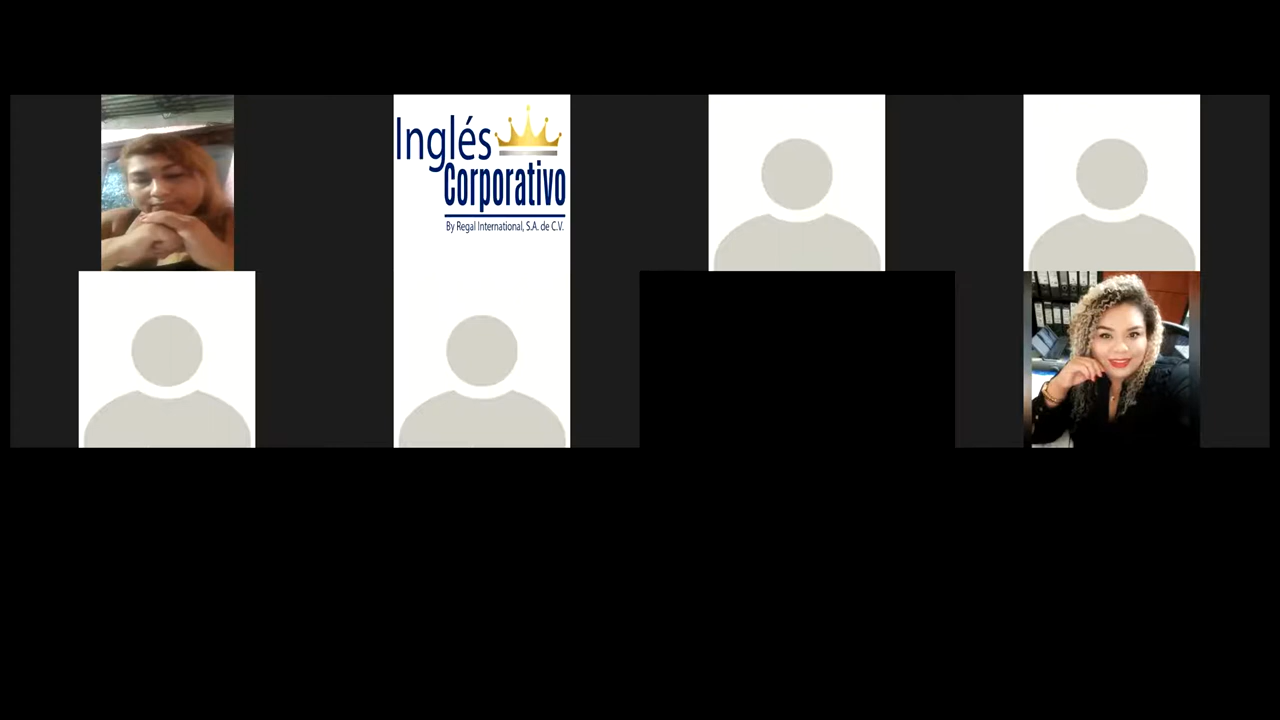 Inglés
Corporativo
By Regal International, S.A. de C.V.